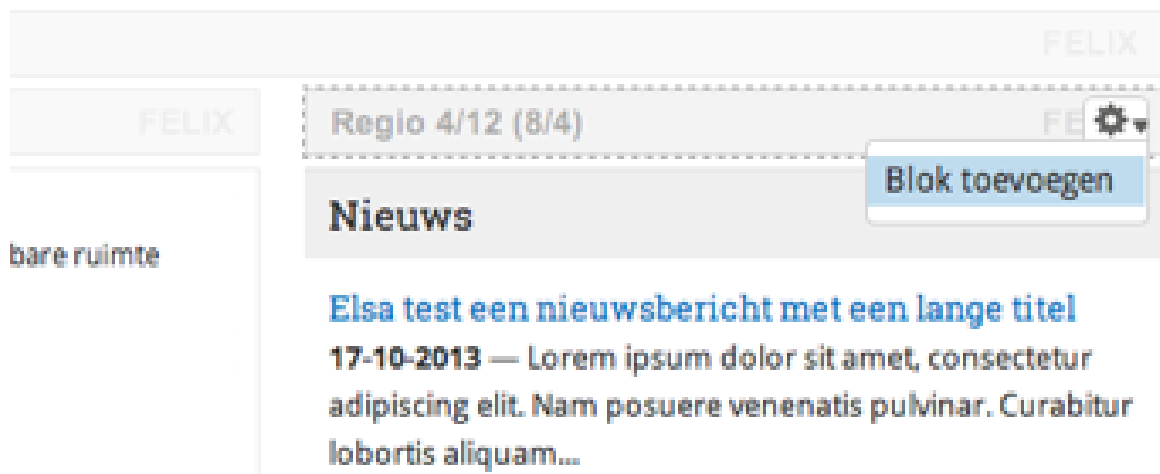 FELIX
FELIX
Regio 4/12 (8/4)
FE
Blok toevoegen
Nieuws
bare ruimte
Elsa test een nieuwsbericht met een lange titel
17-10-2013 — Lorem ipsum dolor sit amet, consectetur
adipiscing elit. Nam posuere venenatis pulvinar. Curabitur
lobortis aliquam...